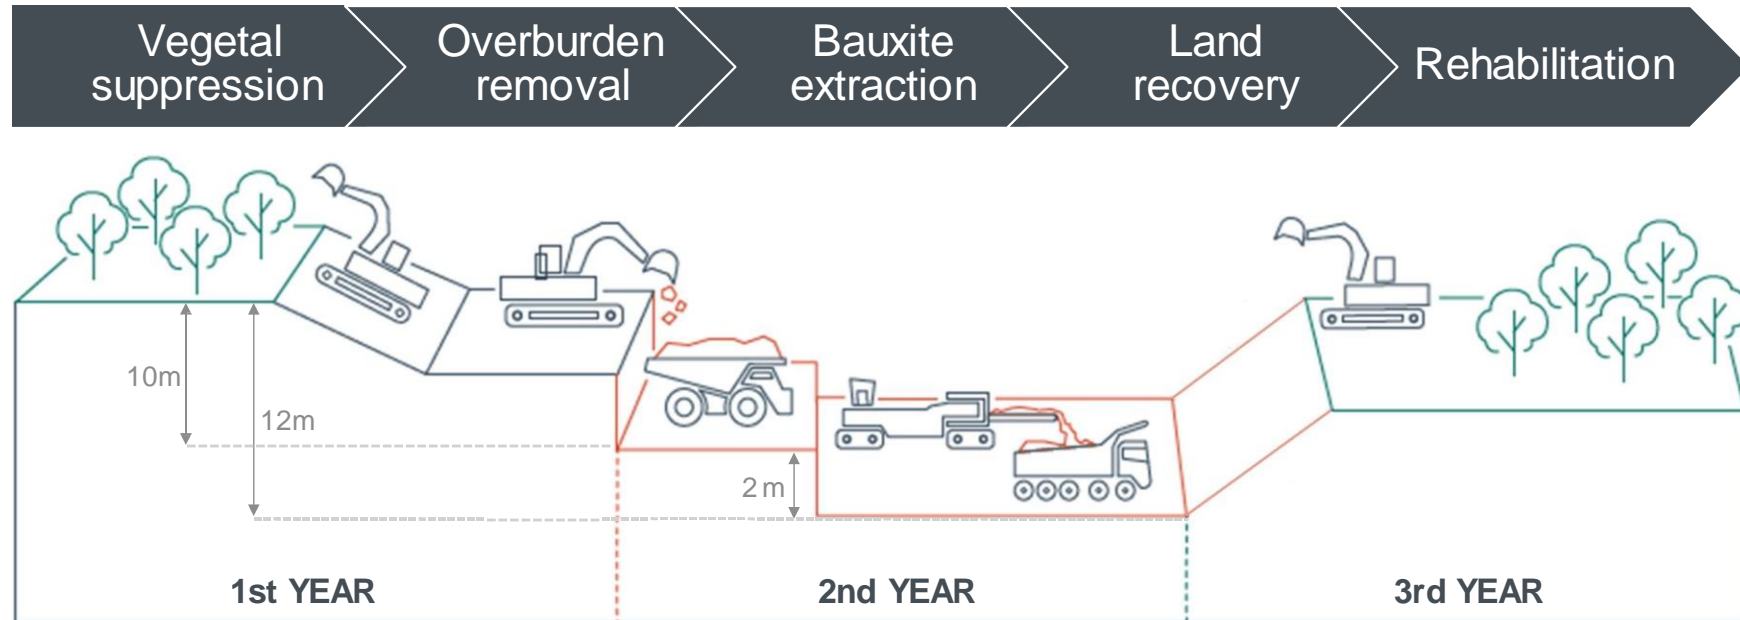 Vegetal
suppression
Overburden
removal
Bauxite
extraction
Land
recovery
Rehabilitation
10m
12m
2 m
1st YEAR
2nd YEAR
3rd YEAR